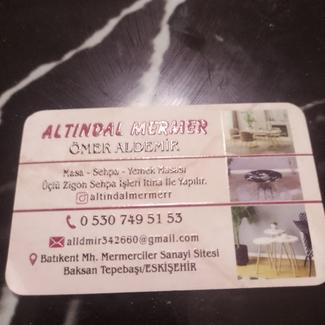 ALTINDAL MERMER
ÖMER ALDEMİR
Masa - Sehpa - Yemek Masası
Üçlü Zigon Sehpa İşleri İtina İle Yapılır.
altindalmermerr
0 530 749 51 53
alldmir342660@gmail.com
Batıkent Mh. Mermerciler Sanayi Sitesi
Baksan Tepebaşı/ESKİŞEHİR